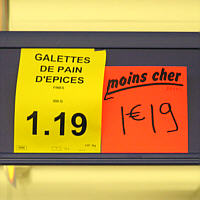 GALETTES
DE PAIN
D'EPICES
FINES
1.19
moins cher
1€19